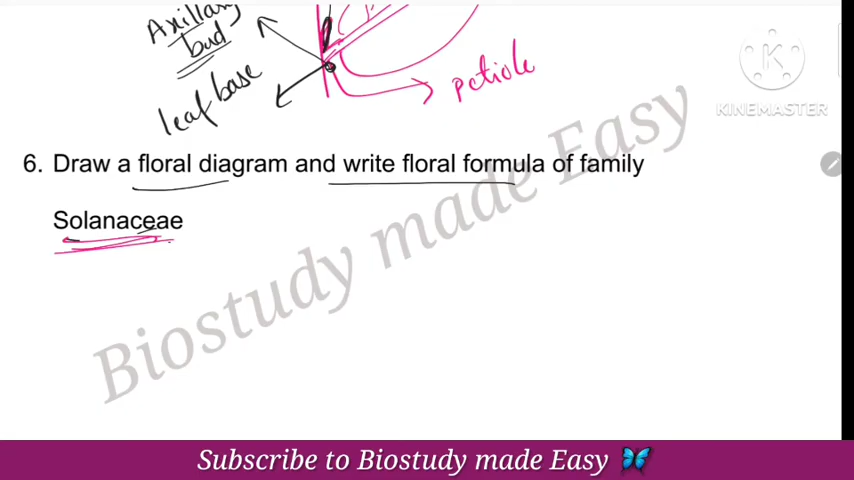 Axillary
bud
leaf base
petiole
KINEMASTER
6. Draw a floral diagram and write floral formula of family
Solanaceae
Biostudy made Easy
Subscribe to Biostudy made Easy 🦋